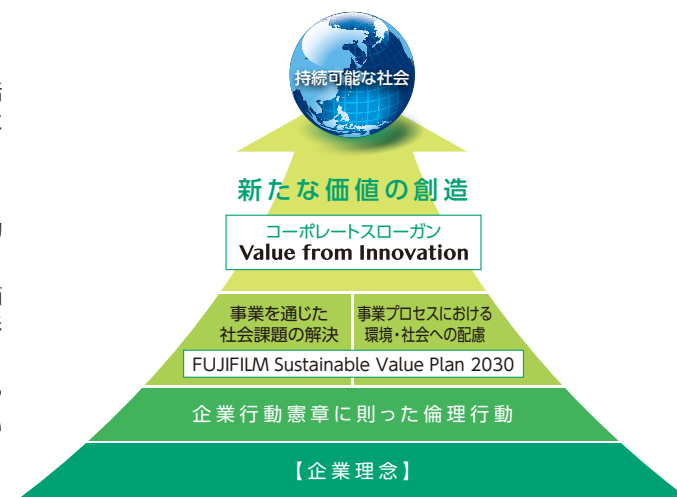 持続可能な社会
新たな価値の創造
コーポレートスローガン
Value from Innovation
事業を通じた
社会課題の解決
事業プロセスにおける
環境・社会への配慮
FUJIFILM Sustainable Value Plan 2030
企業行動憲章に則った倫理行動
【企業理念】